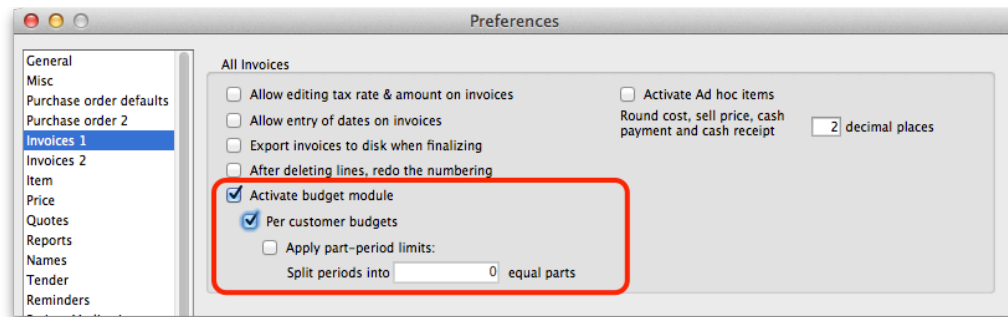 Preferences
General
Misc
Purchase order defaults
Purchase order 2
Invoices 1
Invoices 2
Item
Price
Quotes
Reports
Names
Tender
Reminders
All Invoices
Allow editing tax rate & amount on invoices
Allow entry of dates on invoices
Export invoices to disk when finalizing
After deleting lines, redo the numbering
Activate budget module
Per customer budgets
Apply part-period limits:
Split periods into 0 equal parts
Activate Ad hoc items
Round cost, sell price, cash
payment and cash receipt 2 decimal places